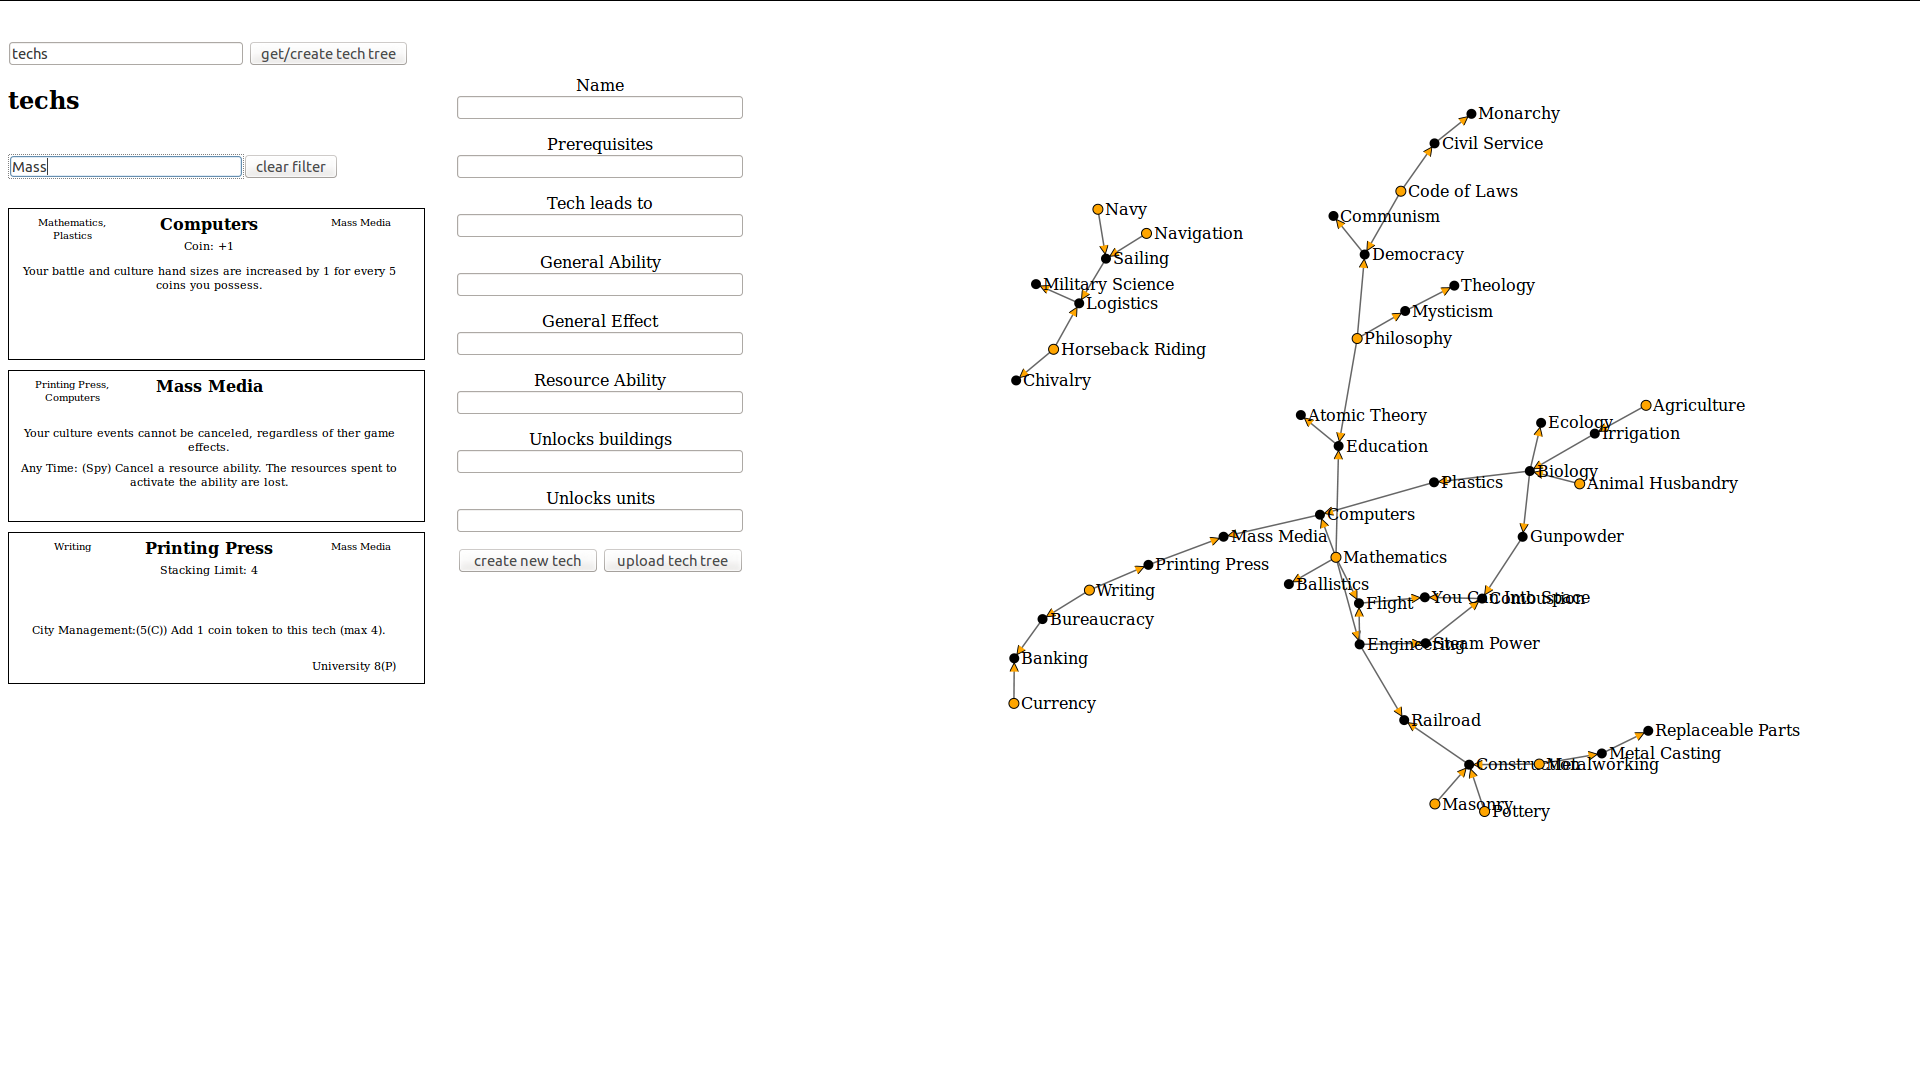 techs
get/create tech tree
techs
Mass
clear filter
Mathematics,
Plastics
Computers
Mass Media
Coin: +1
Your battle and culture hand sizes are increased by 1 for every 5
coins you possess.
Printing Press,
Computers
Mass Media
Your culture events cannot be canceled, regardless of ther game
effects.
Any Time: (Spy) Cancel a resource ability. The resources spent to
activate the ability are lost.
Writing
Printing Press
Mass Media
Stacking Limit: 4
City Management:(5(C)) Add 1 coin token to this tech (max 4).
University 8(P)
Name
Prerequisites
Tech leads to
General Ability
General Effect
Resource Ability
Unlocks buildings
Unlocks units
create new tech
upload tech tree
Monarchy
Civil Service
Code of Laws
Navy
Communism
Navigation
Democracy
Sailing
Military Science
Theology
Logistics
Mysticism
Philosophy
Horseback Riding
Chivalry
Agriculture
Atomic Theory
Ecology
Irrigation
Education
Biology
Plastics
Animal Husbandry
Computers
Mass Media
Gunpowder
Mathematics
Printing Press
Ballistics
Writing
Flight
You Can Into Space
Combustion
Bureaucracy
Engineering
Steam Power
Banking
Currency
Railroad
Replaceable Parts
Metal Casting
Construction
Metalworking
Masonry
Pottery